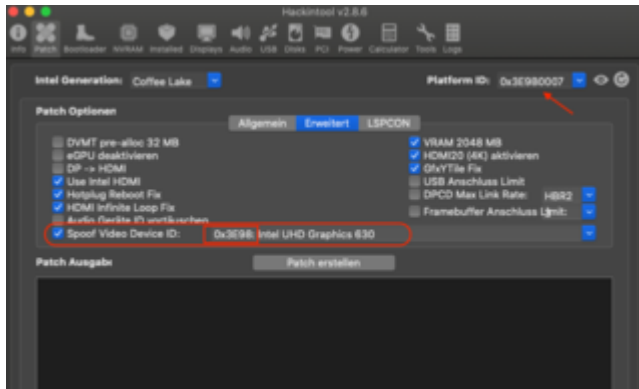 Hackintool v2.8.6
Info Patch Bootloader NVRAM Installed Displays Audio USB Disks PCI Power Calculator Tools Logs
Intel Generation: Coffee Lake
Platform ID: 0x3E9B0007
Patch Optionen
Allgemein Erweitert LSPCON
DVMT pre-alloc 32 MB
eGPU deaktivieren
DP -> HDMI
Use Intel HDMI
Hotplug Reboot Fix
HDMI Infinite Loop Fix
Audio Geräte ID vortäuschen
VRAM 2048 MB
HDMI20 (4K) aktivieren
GfxYTile Fix
USB Anschluss Limit
DPCD Max Link Rate: HBR2
Framebuffer Anschluss Limit:
Spoof Video Device ID: 0x3E98: Intel UHD Graphics 630
Patch Ausgabe
Patch erstellen